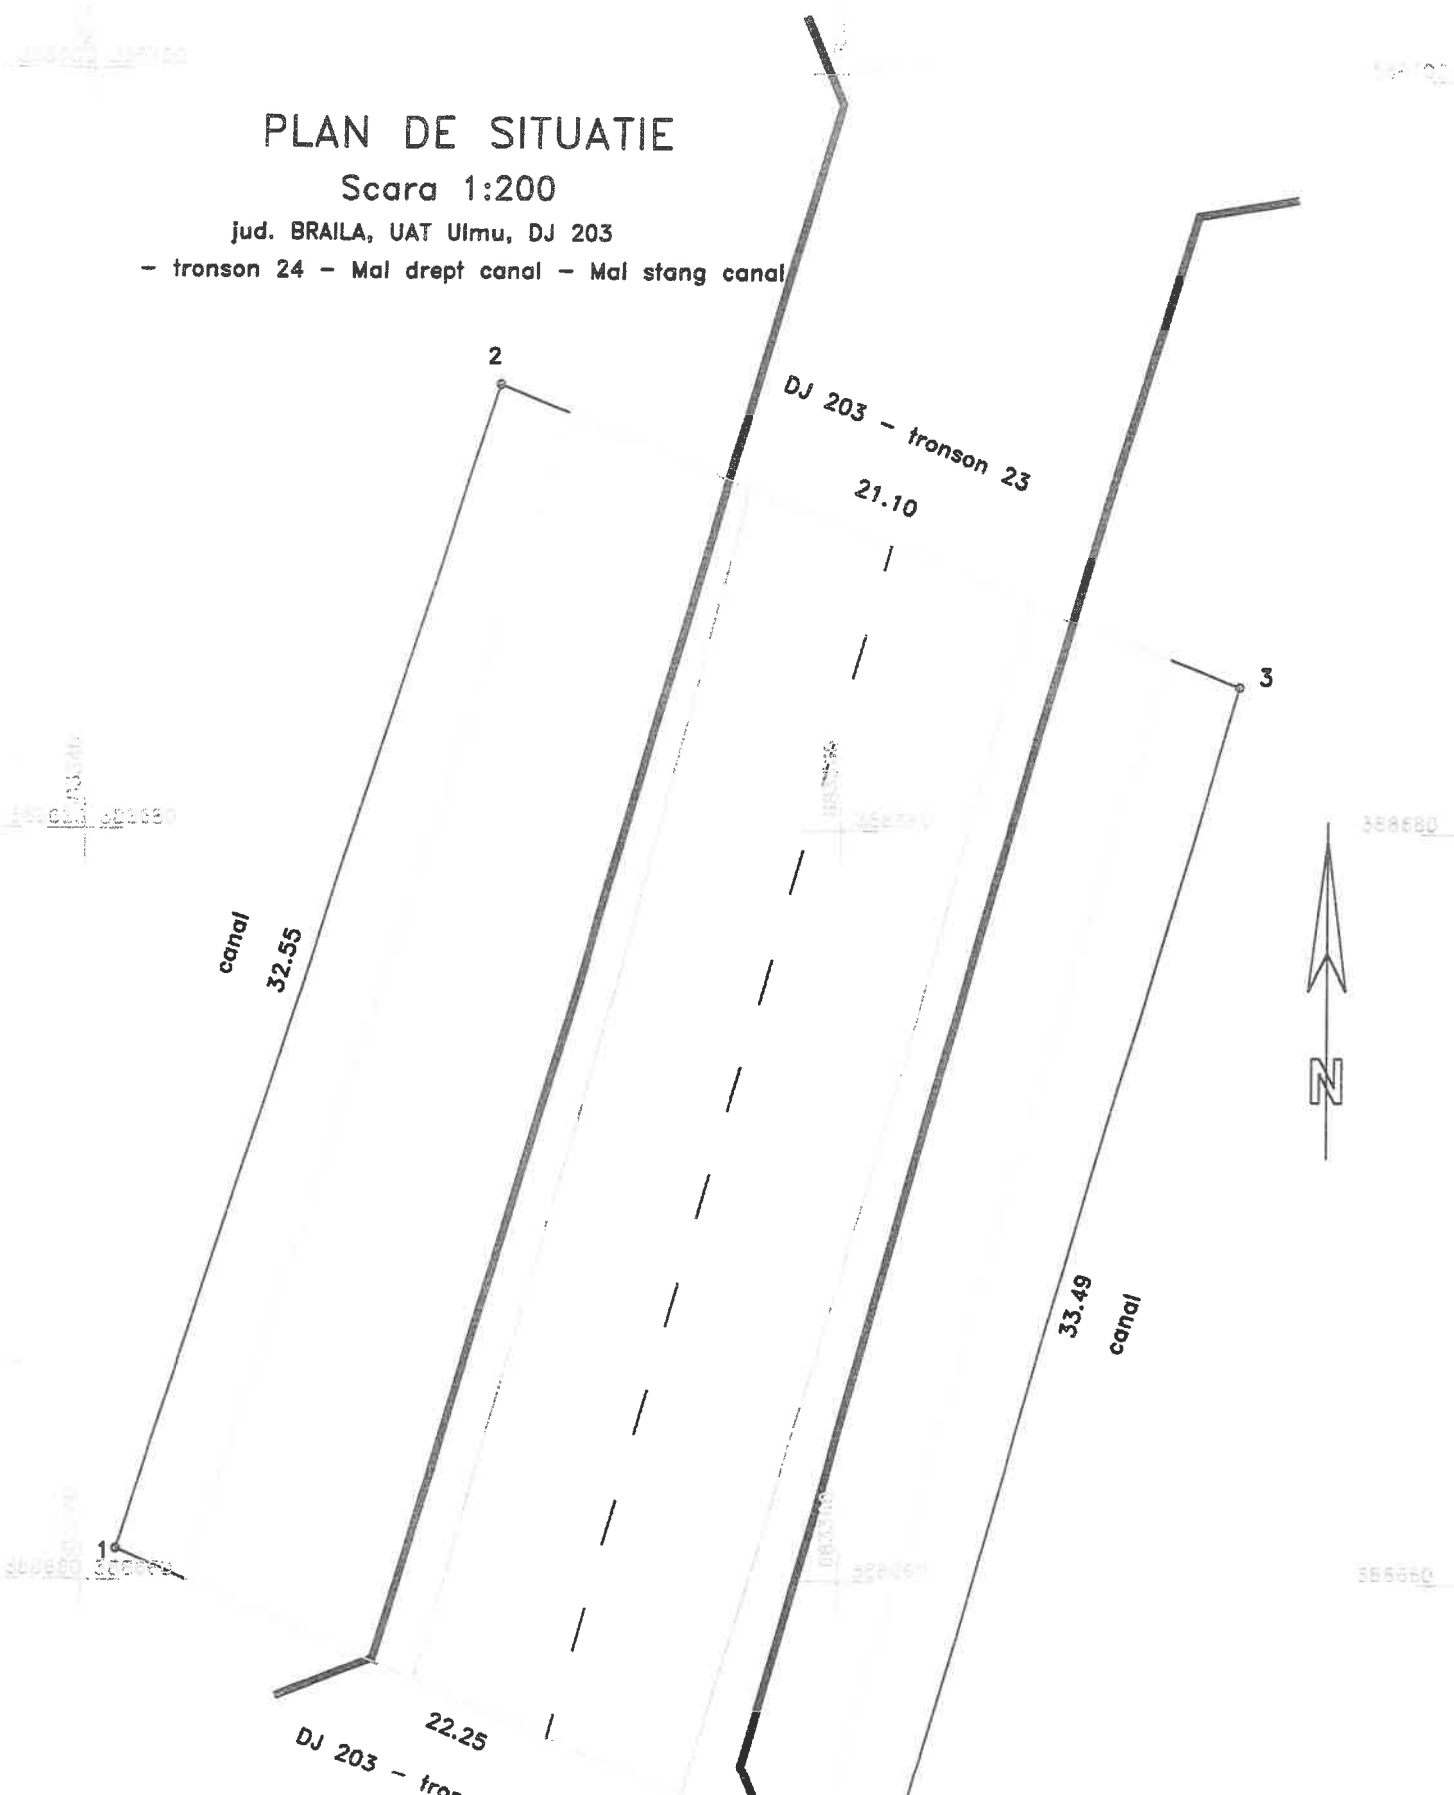 PLAN DE SITUATIE
Scara 1:200
jud. BRAILA, UAT Ulmu, DJ 203
- tronson 24 - Mal drept canal - Mal stang canal
2
DJ 203 - tronson 23
21.10
3
388680
canal
32.55
N
33.49
canal
1
22.25
DJ 203 -